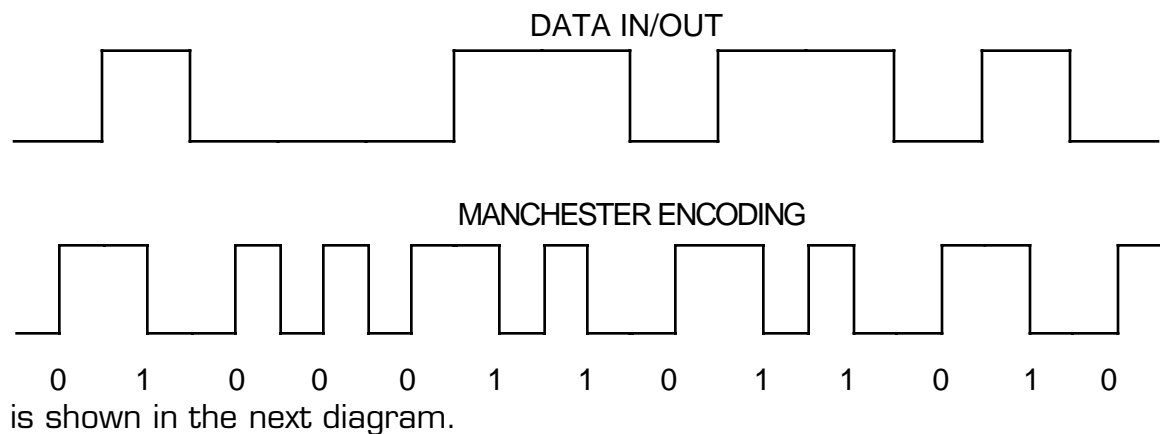 DATA IN/OUT
MANCHESTER ENCODING
0 1 0 0 0 1 1 0 1 1 0 1 0
is shown in the next diagram.